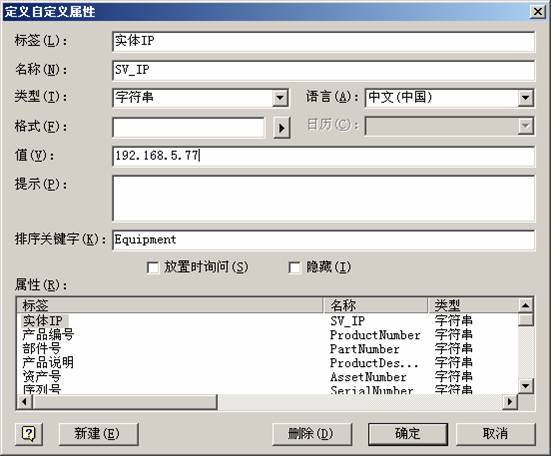 定义自定义属性
标签(L): 实体IP
名称(N): SV_IP
类型(T): 字符串 语言(A): 中文(中国)
格式(F): 日历(C):
值(V): 192.168.5.77
提示(P):
排序关键字(K): Equipment
放置时询问(S) 隐藏(I)
属性(R):
标签 名称 类型
实体IP SV_IP 字符串
产品编号 ProductNumber 字符串
部件号 PartNumber 字符串
产品说明 ProductDes... 字符串
资产号 AssetNumber 字符串
序列号 SerialNumber 字符串
新建(E) 删除(D) 确定 取消